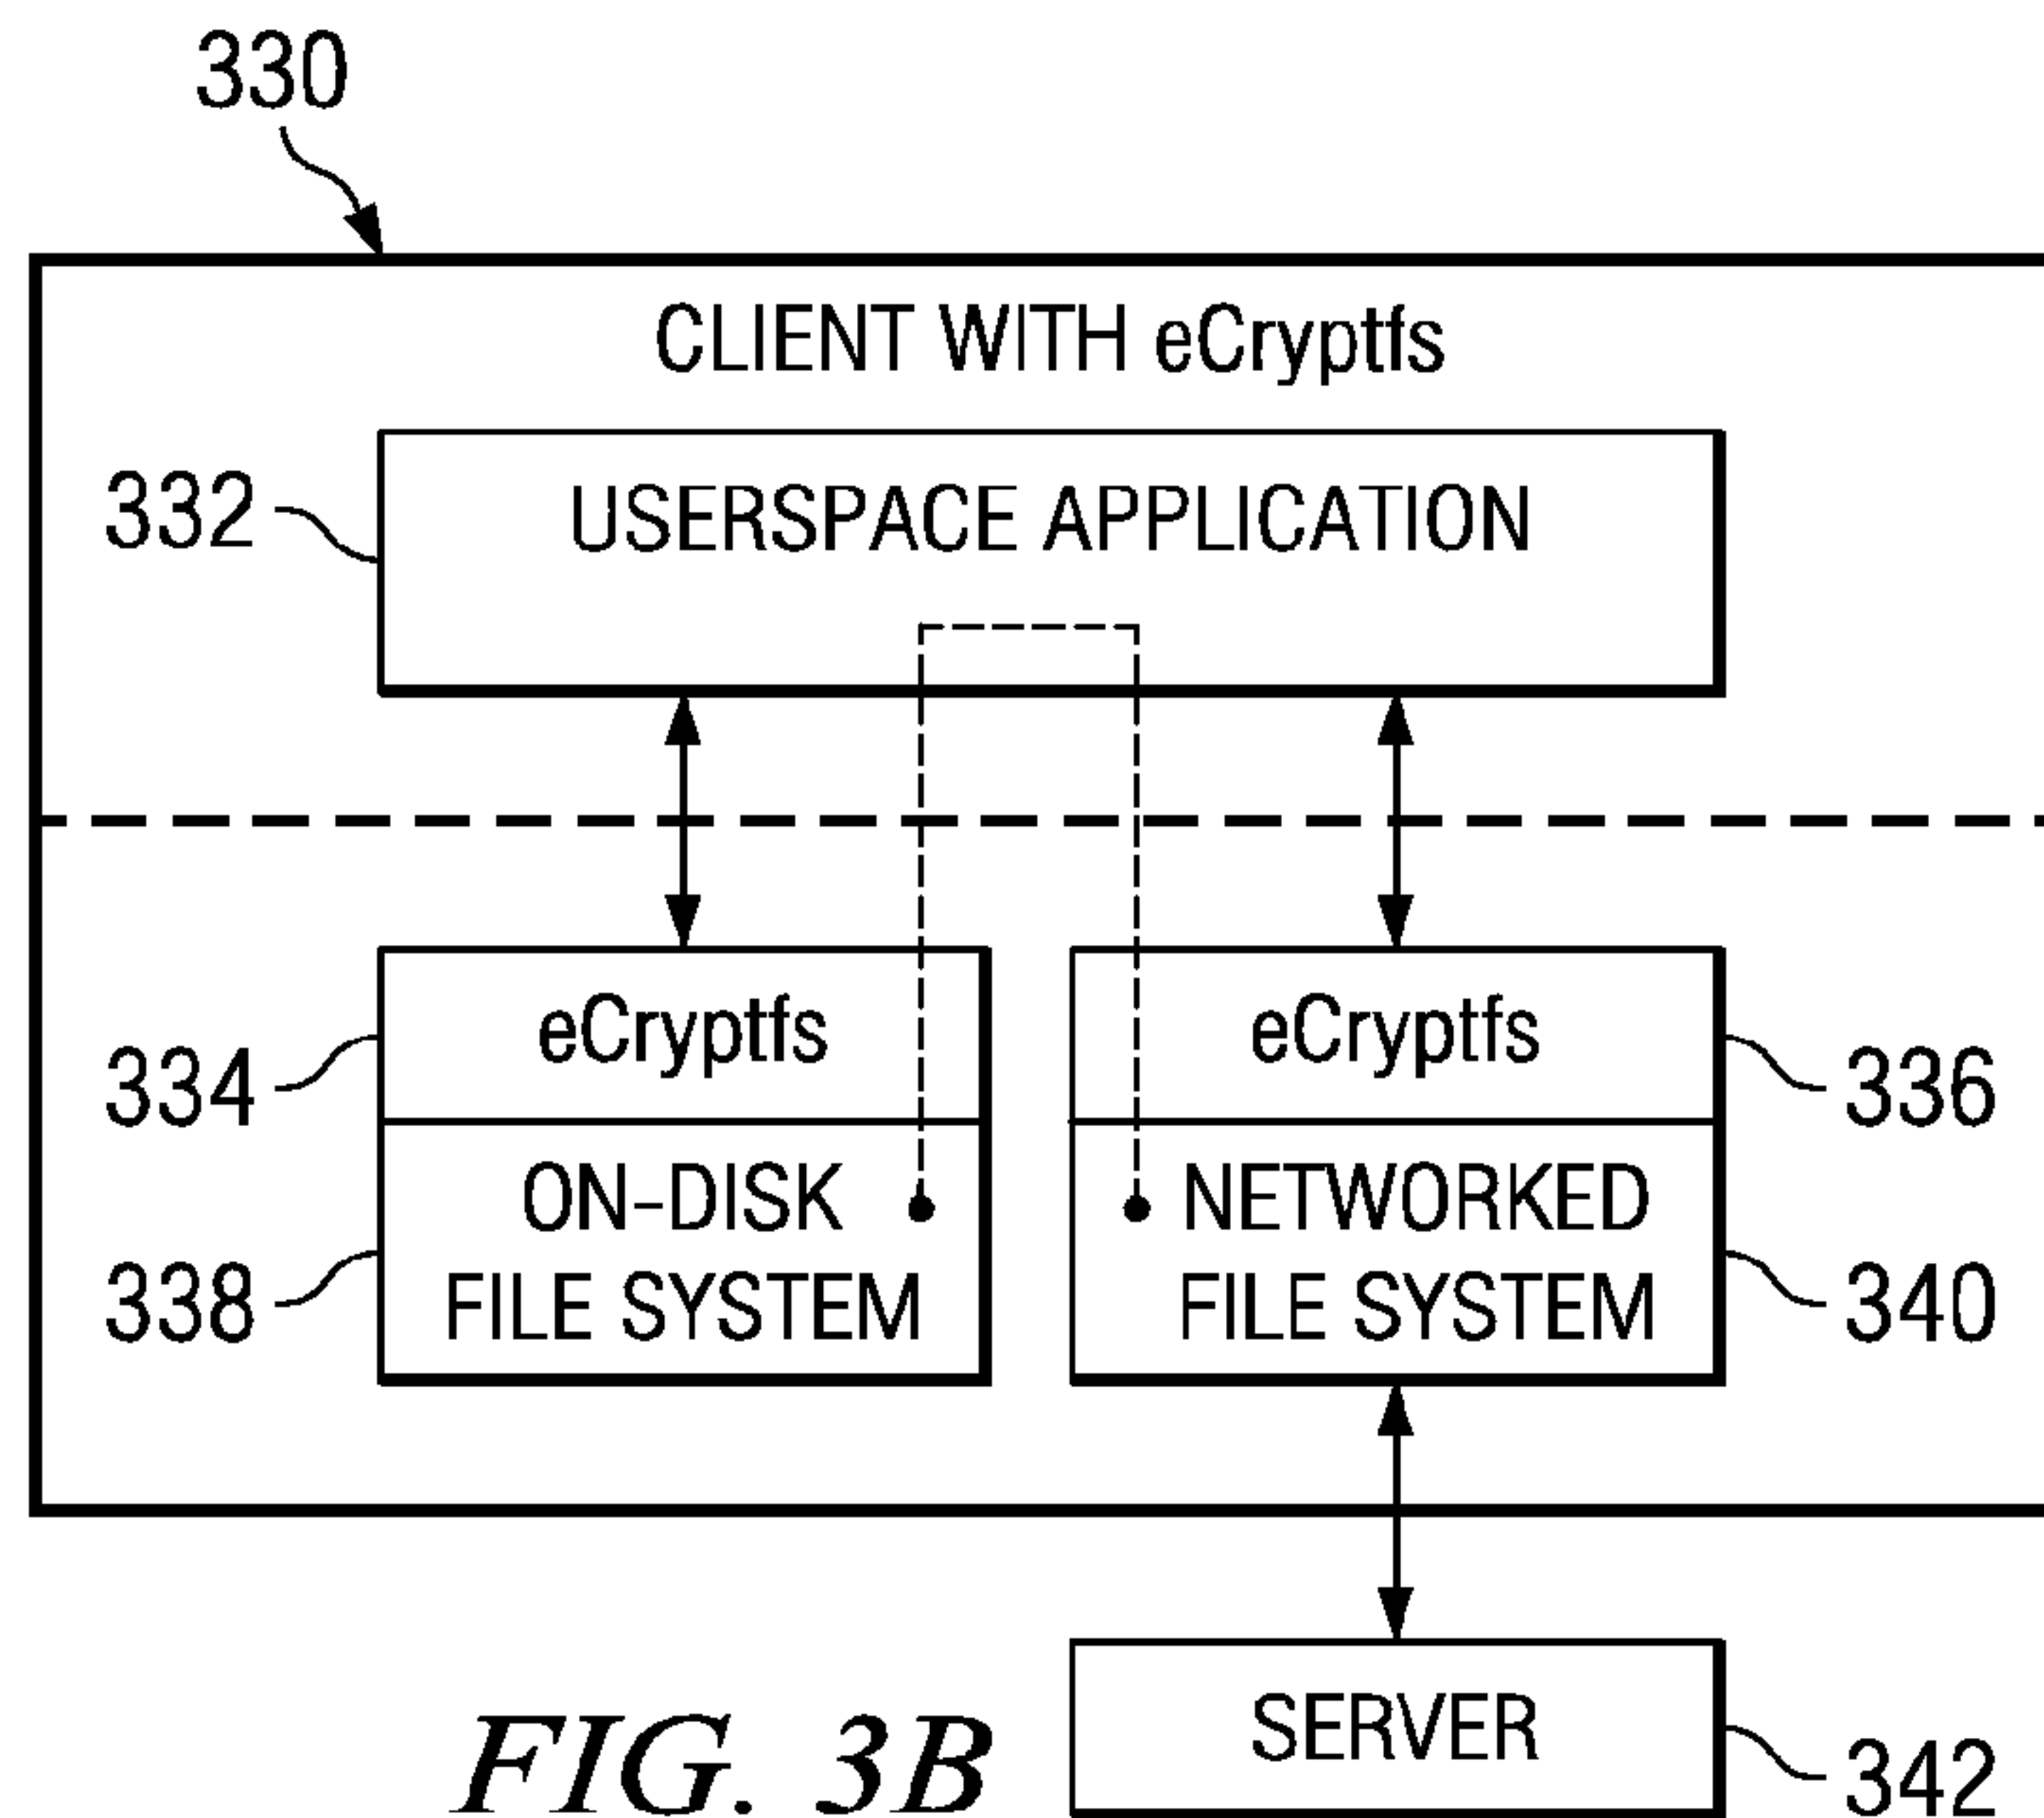 330
CLIENT WITH eCryptfs
332
USERSPACE APPLICATION
eCryptfs
eCryptfs
334
336
ON-DISK
FILE SYSTEM
NETWORKED
FILE SYSTEM
338
340
SERVER
342
FIG. 3B